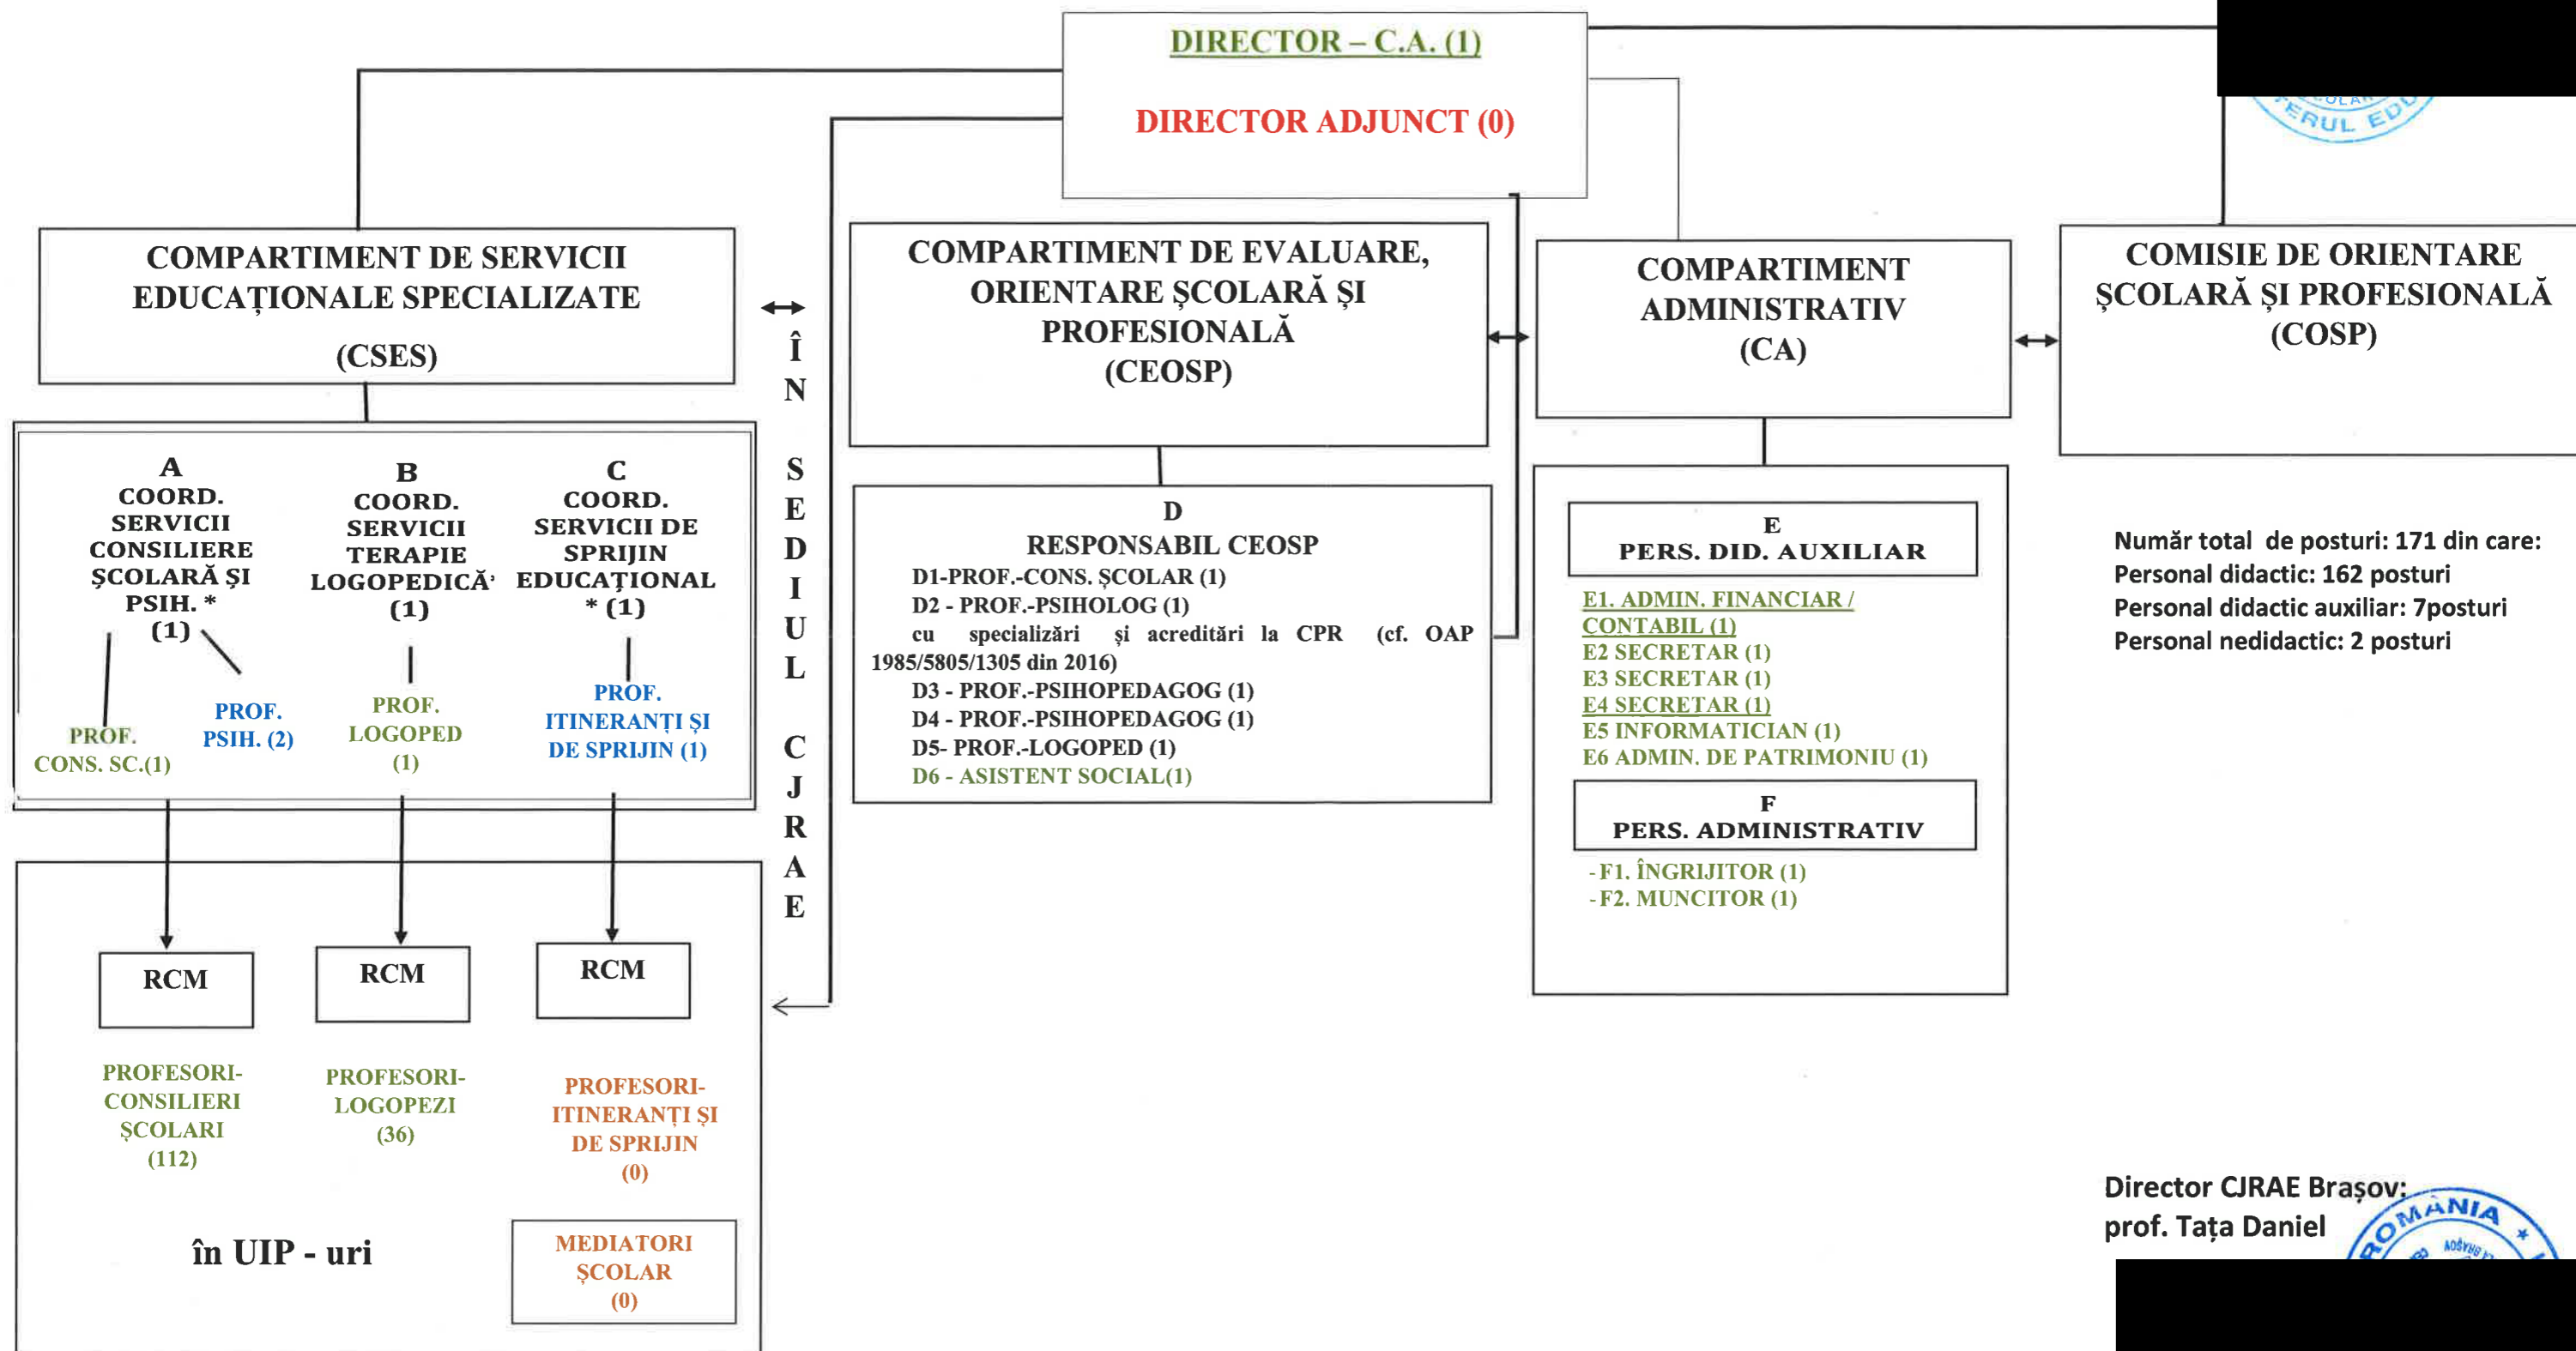 DIRECTOR – C.A. (1)
DIRECTOR ADJUNCT (0)
TERUL EDU
COMPARTIMENT DE SERVICII
EDUCAȚIONALE SPECIALIZATE
(CSES)
ÎN SEDIUL CJRAE
COMPARTIMENT DE EVALUARE,
ORIENTARE ȘCOLARĂ ȘI
PROFESIONALĂ
(CEOSP)
COMPARTIMENT
ADMINISTRATIV
(CA)
COMISIE DE ORIENTARE
ȘCOLARĂ ȘI PROFESIONALĂ
(COSP)
A
COORD.
SERVICII
CONSILIERE
ȘCOLARĂ ȘI
PSIH. *
(1)
PROF.
CONS. SC.(1)
PROF.
PSIH. (2)
B
COORD.
SERVICII
TERAPIE
LOGOPEDICĂ
(1)
PROF.
LOGOPED
(1)
C
COORD.
SERVICII DE
SPRIJIN
EDUCAȚIONAL
* (1)
PROF.
ITINERANȚI ȘI
DE SPRIJIN (1)
D
RESPONSABIL CEOSP
D1-PROF.-CONS. ȘCOLAR (1)
D2 - PROF.-PSIHOLOG (1)
cu specializări și acreditări la CPR (cf. OAP
1985/5805/1305 din 2016)
D3 - PROF.-PSIHOPEDAGOG (1)
D4 - PROF.-PSIHOPEDAGOG (1)
D5- PROF.-LOGOPED (1)
D6 - ASISTENT SOCIAL(1)
E
PERS. DID. AUXILIAR
E1. ADMIN. FINANCIAR /
CONTABIL (1)
E2 SECRETAR (1)
E3 SECRETAR (1)
E4 SECRETAR (1)
E5 INFORMATICIAN (1)
E6 ADMIN. DE PATRIMONIU (1)
F
PERS. ADMINISTRATIV
- F1. ÎNGRIJITOR (1)
- F2. MUNCITOR (1)
Număr total de posturi: 171 din care:
Personal didactic: 162 posturi
Personal didactic auxiliar: 7posturi
Personal nedidactic: 2 posturi
RCM
RCM
RCM
PROFESORI-
CONSILIERI
ȘCOLARI
(112)
PROFESORI-
LOGOPEZI
(36)
PROFESORI-
ITINERANȚI ȘI
DE SPRIJIN
(0)
în UIP - uri
MEDIATORI
ȘCOLAR
(0)
Director CJRAE Brașov:
prof. Tața Daniel
ROMÂNIA